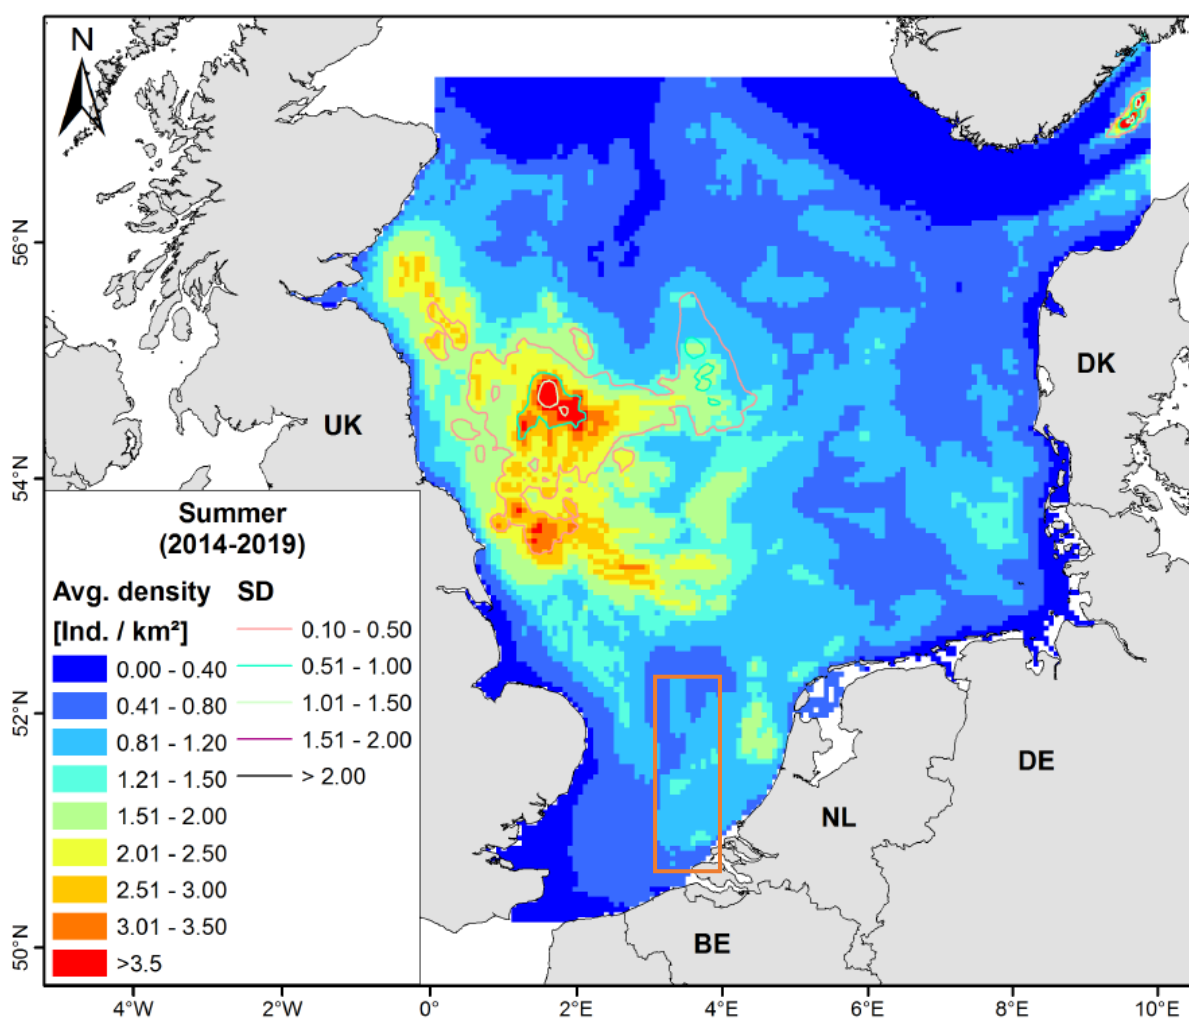 N
56°N
54°N
52°N
50°N
UK
DK
DE
NL
BE
Summer
(2014-2019)
Avg. density SD
[Ind. / km²]
0.10 - 0.50
0.00 - 0.40
0.51 - 1.00
0.41 - 0.80
1.01 - 1.50
0.81 - 1.20
1.51 - 2.00
1.21 - 1.50
> 2.00
1.51 - 2.00
2.01 - 2.50
2.51 - 3.00
3.01 - 3.50
>3.5
4°W 2°W 0° 2°E 4°E 6°E 8°E 10°E